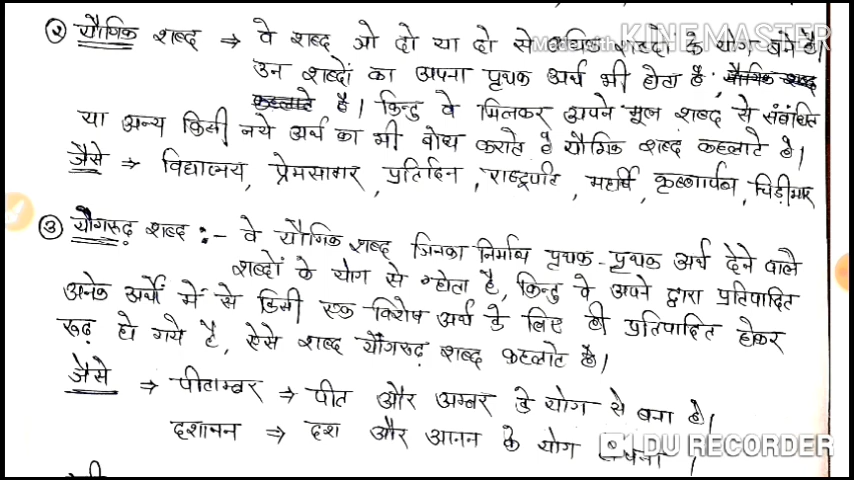 ② यौगिक शब्द → वे शब्द जो दो या दो से अधिक शब्दों के योग बने है।
Made with KINEMASTER
उन शब्दों का अपना पृथक अर्थ भी होता है, यौगिक शब्द
कहलाते है। किन्तु वे मिलकर अपने मूल शब्द से संबंधित
या अन्य किसी नये अर्थ का भी बोध कराते है यौगिक शब्द कहलाते है।
जैसे → विद्यालय, प्रेमसागर, प्रतिदिन, राष्ट्रपति, महर्षि, कृष्णार्पण, चिड़ीमार
③ योगरूढ़ शब्द :- वे यौगिक शब्द जिनका निर्माण पृथक-पृथक अर्थ देने वाले
शब्दों के योग से होता है, किन्तु वे अपने द्वारा प्रतिपादित
अनेक अर्थों में से किसी एक विशेष अर्थ के लिए ही प्रतिपादित होकर
रूढ़ हो गये है, ऐसे शब्द योगरूढ़ शब्द कहलाते है।
जैसे → पीताम्बर → पीत और अम्बर के योग से बना है।
दशानन → दश और आनन के योग बना।
DU RECORDER